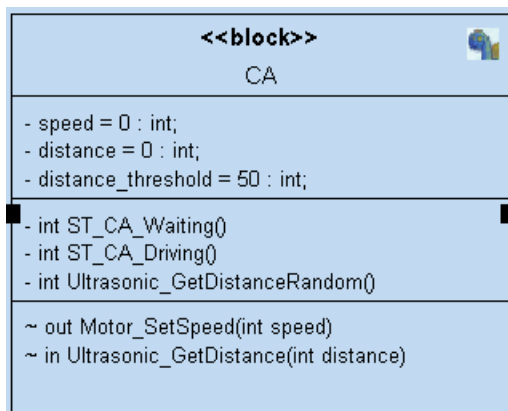 <<block>>
CA
- speed = 0 : int;
- distance = 0 : int;
- distance_threshold = 50 : int;
- int ST_CA_Waiting()
- int ST_CA_Driving()
- int Ultrasonic_GetDistanceRandom()
~ out Motor_SetSpeed(int speed)
~ in Ultrasonic_GetDistance(int distance)